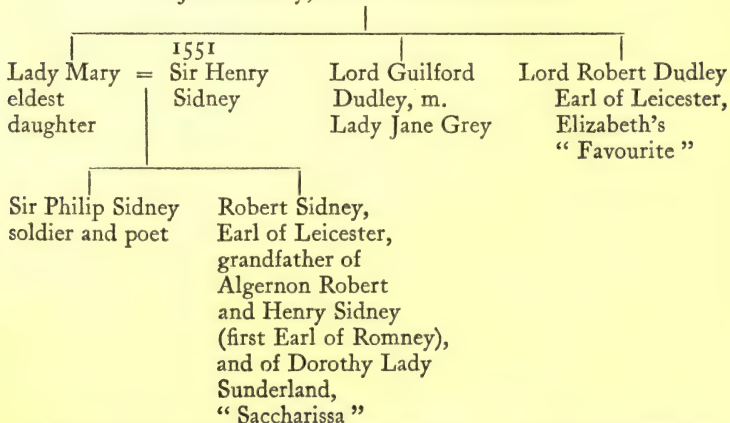 1551
Lady Mary = Sir Henry Lord Guilford Lord Robert Dudley
eldest Sidney Dudley, m. Earl of Leicester,
daughter Lady Jane Grey Elizabeth's
“ Favourite ”
Sir Philip Sidney Robert Sidney,
soldier and poet Earl of Leicester,
grandfather of
Algernon Robert
and Henry Sidney
(first Earl of Romney),
and of Dorothy Lady
Sunderland,
“ Saccharissa ”